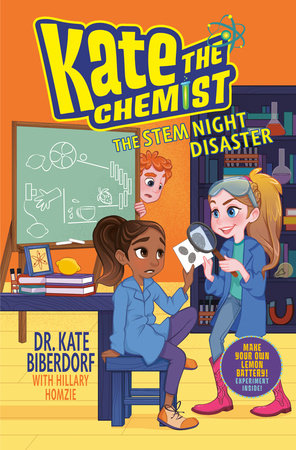 Kate THE
CHEMIST
THE STEM NIGHT
DISASTER
DR. KATE
BIBERDORF
WITH HILLARY
HOMZIE
MAKE
YOUR OWN
LEMON
BATTERY!
EXPERIMENT
INSIDE!